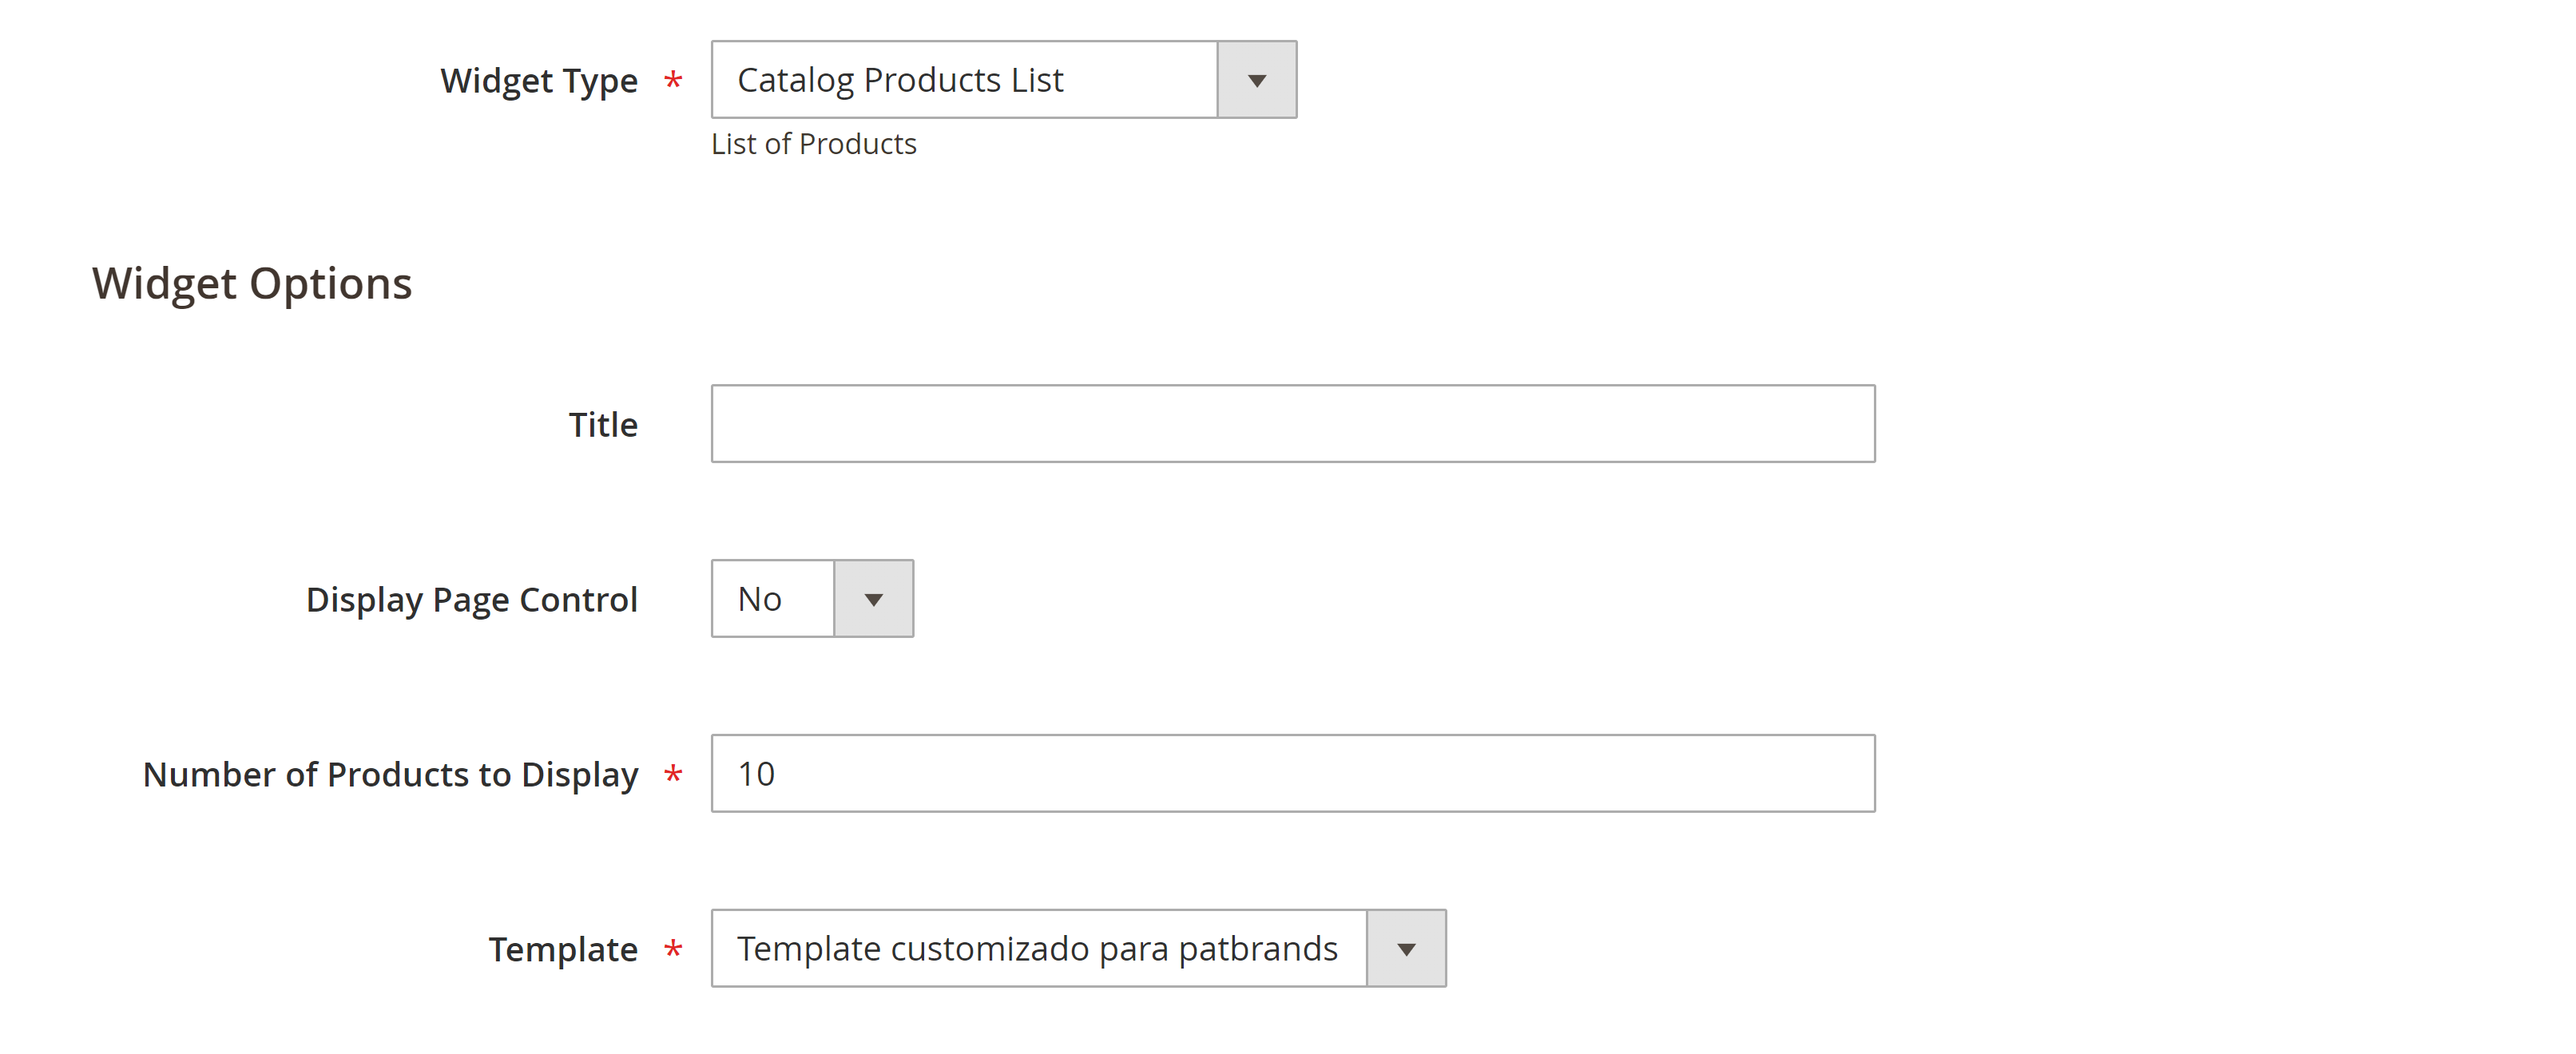 Widget Type * Catalog Products List
List of Products
Widget Options
Title
Display Page Control No
Number of Products to Display * 10
Template * Template customizado para patbrands